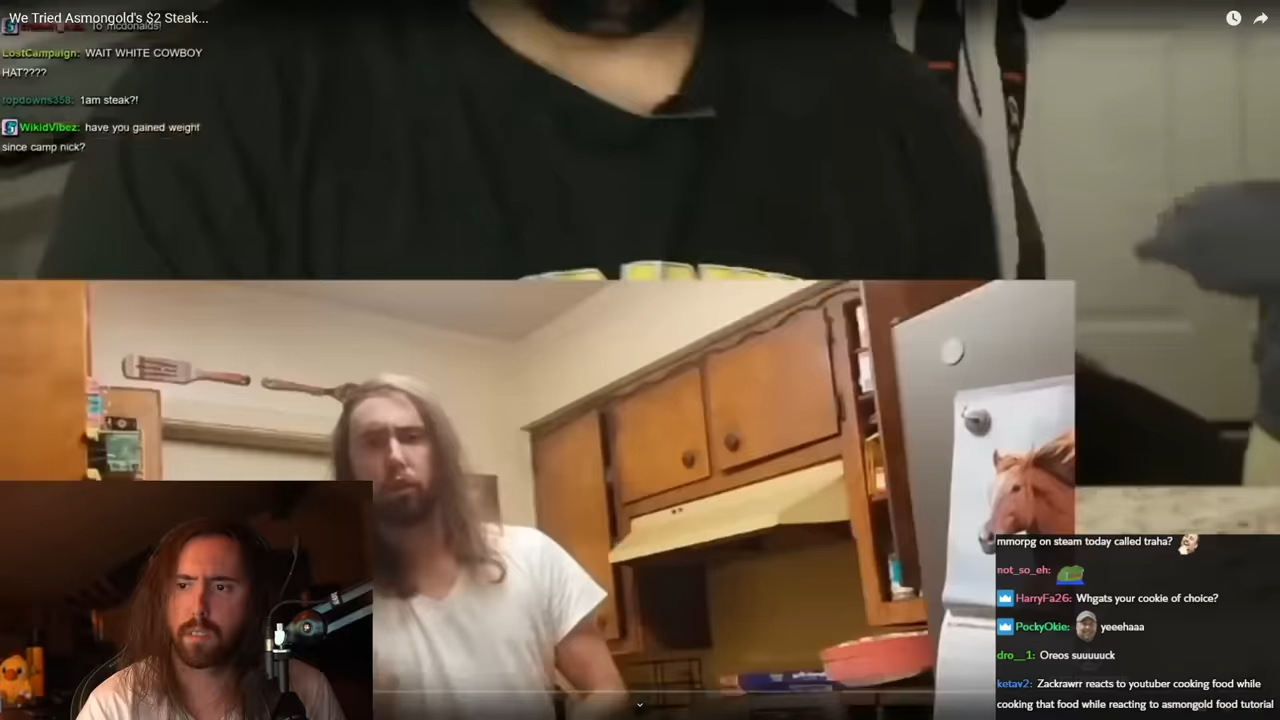 We Tried Asmongold's $2 Steak...
To mcdonalds!
LostCampaign: WAIT WHITE COWBOY
HAT????
topdowns358: 1am steak?!
WikidVibez: have you gained weight
since camp nick?
mmorpg on steam today called traha?
not_so_eh:
HarryFa26: Whgats your cookie of choice?
PockyOkie: yeeehaaa
dro__1: Oreos suuuuuck
ketav2: Zackrawrr reacts to youtuber cooking food while
cooking that food while reacting to asmongold food tutorial